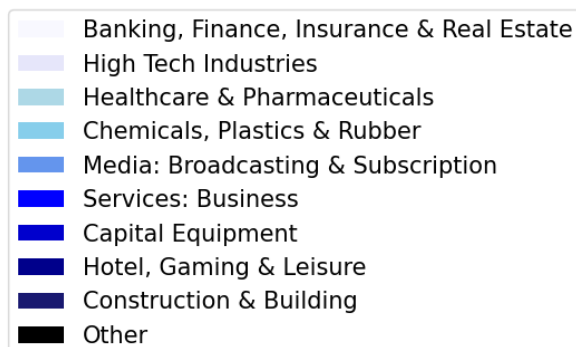 Banking, Finance, Insurance & Real Estate
High Tech Industries
Healthcare & Pharmaceuticals
Chemicals, Plastics & Rubber
Media: Broadcasting & Subscription
Services: Business
Capital Equipment
Hotel, Gaming & Leisure
Construction & Building
Other